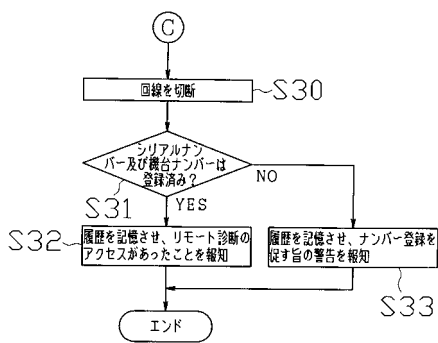 C
回線を切断
S30
シリアルナン
バー及び機台ナンバーは
登録済み?
S31
NO
YES
S32
履歴を記憶させ、リモート診断の
アクセスがあったことを報知
履歴を記憶させ、ナンバー登録を
促す旨の警告を報知
S33
エンド